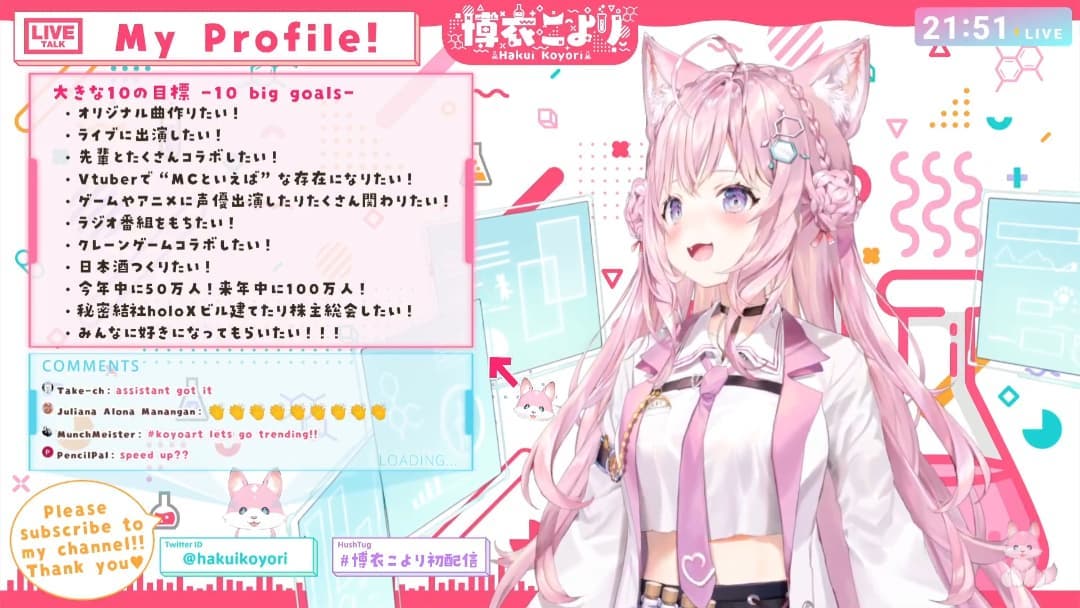 LIVE
TALK
My Profile!
博衣こより
Hakui Koyori
21:51
LIVE
大きな10の目標 -10 big goals-
・オリジナル曲作りたい！
・ライブに出演したい！
・先輩とたくさんコラボしたい！
・Vtuberで“MCといえば”な存在になりたい！
・ゲームやアニメに声優出演したりたくさん関わりたい！
・ラジオ番組をもちたい！
・クレーンゲームコラボしたい！
・日本酒つくりたい！
・今年中に50万人！来年中に100万人！
・秘密結社holoXビル建てたり株主総会したい！
・みんなに好きになってもらいたい！！！
COMMENTS
Take-ch: assistant got it
Juliana Alona Manangan: 👏👏👏👏👏👏👏👏👏
MunchMeister: #koyoart lets go trending!!
P PencilPal: speed up??
LOADING...
Please
subscribe to
my channel!!
Thank you♥
Twitter ID
@hakuikoyori
HushTug
#博衣こより初配信